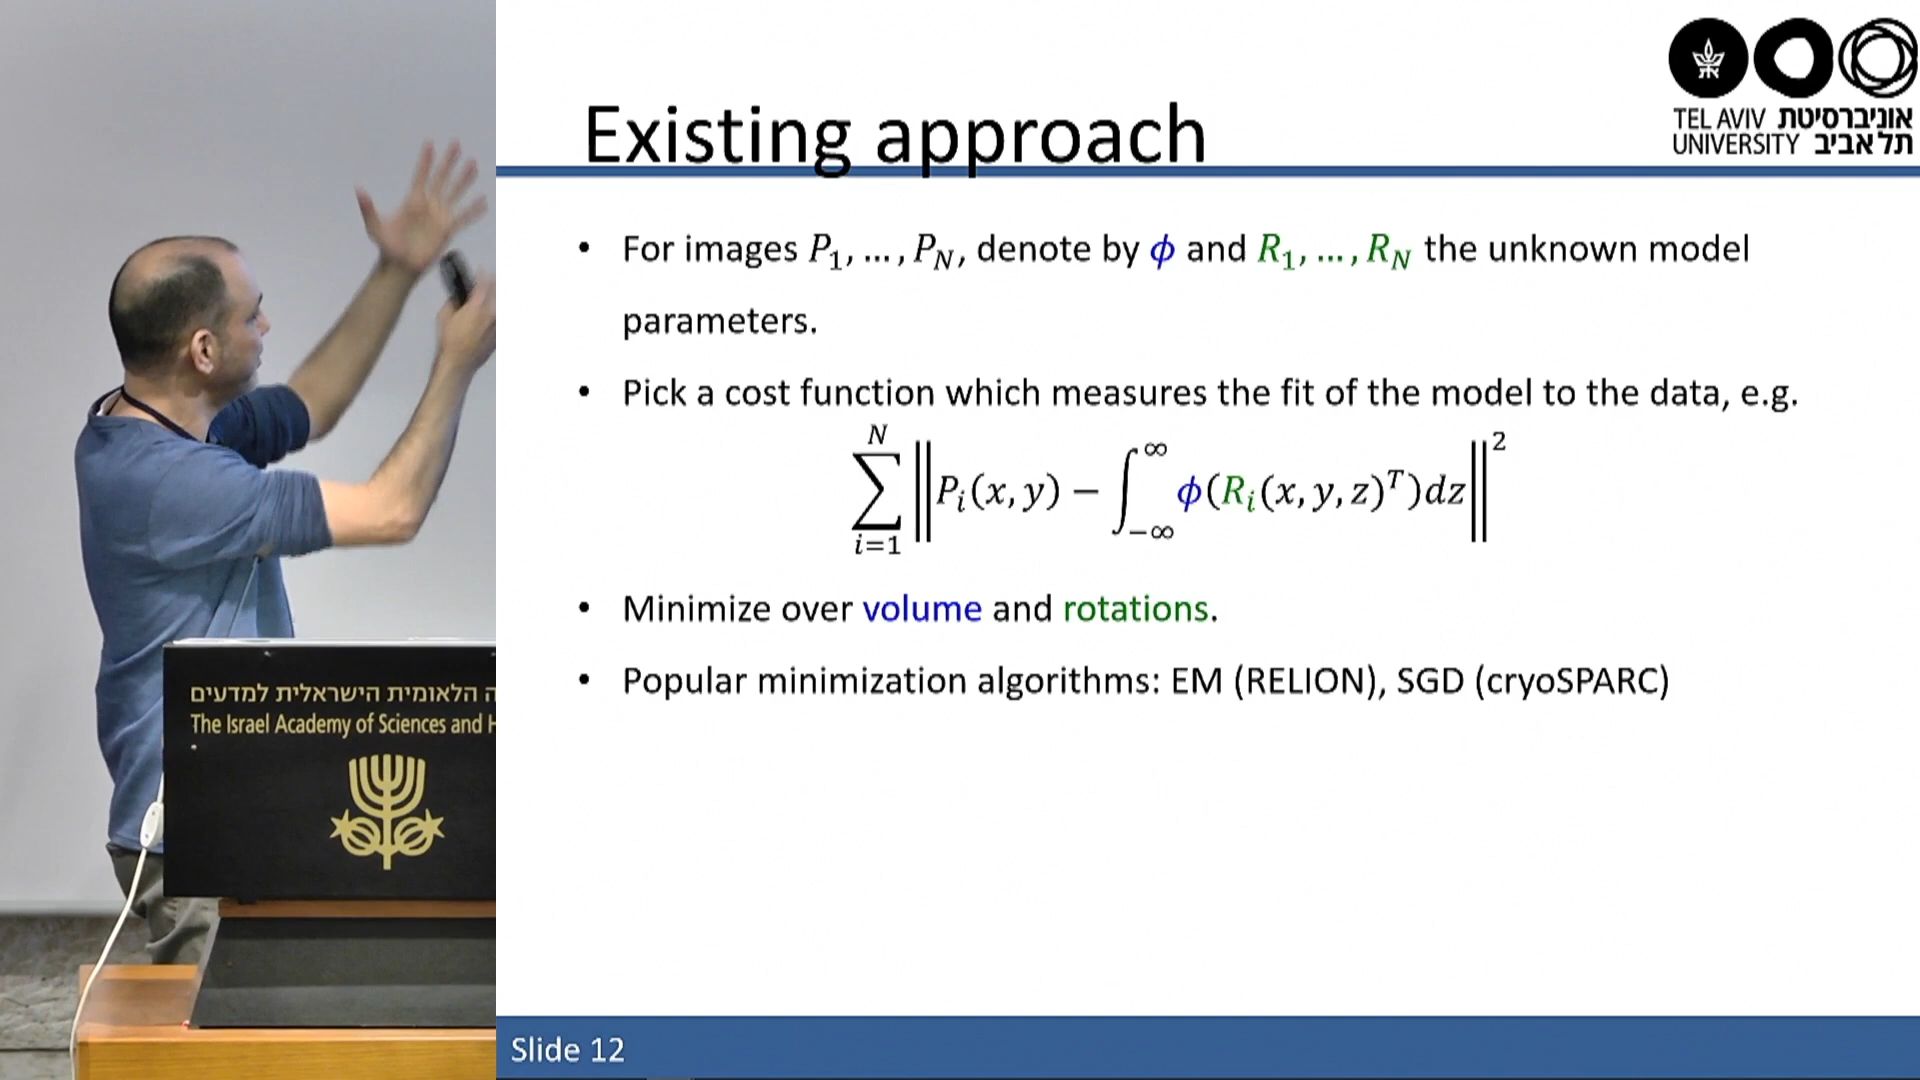 Existing approach
TEL AVIV אוניברסיטת
UNIVERSITY תל אביב
• For images P₁, … , P_N, denote by ϕ and R₁, … , R_N the unknown model
parameters.
• Pick a cost function which measures the fit of the model to the data, e.g.
∑_{i=1}^{N} ‖P_i(x, y) − ∫_{−∞}^{∞} ϕ(R_i(x, y, z)^T)dz‖²
• Minimize over volume and rotations.
• Popular minimization algorithms: EM (RELION), SGD (cryoSPARC)
Slide 12
ה הלאומית הישראלית למדעים
The Israel Academy of Sciences and H